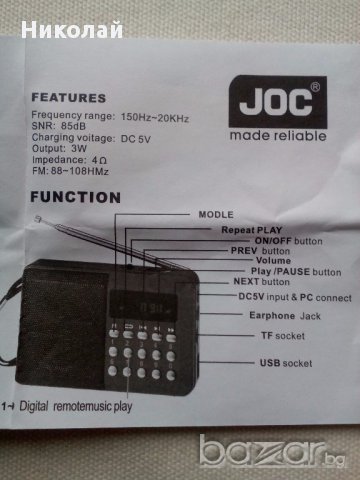 Николай
FEATURES
Frequency range: 150Hz~20KHz
SNR: 85dB
Charging voitage: DC 5V
Output: 3W
Impedance: 4Ω
FM: 88~108HMz
JOC®
made reliable
FUNCTION
MODLE
Repeat PLAY
ON/OFF button
PREV button
Volume
Play /PAUSE button
NEXT button
DC5V input & PC connect
Earphone Jack
TF socket
USB socket
Digital remotemusic play
bazar.bg